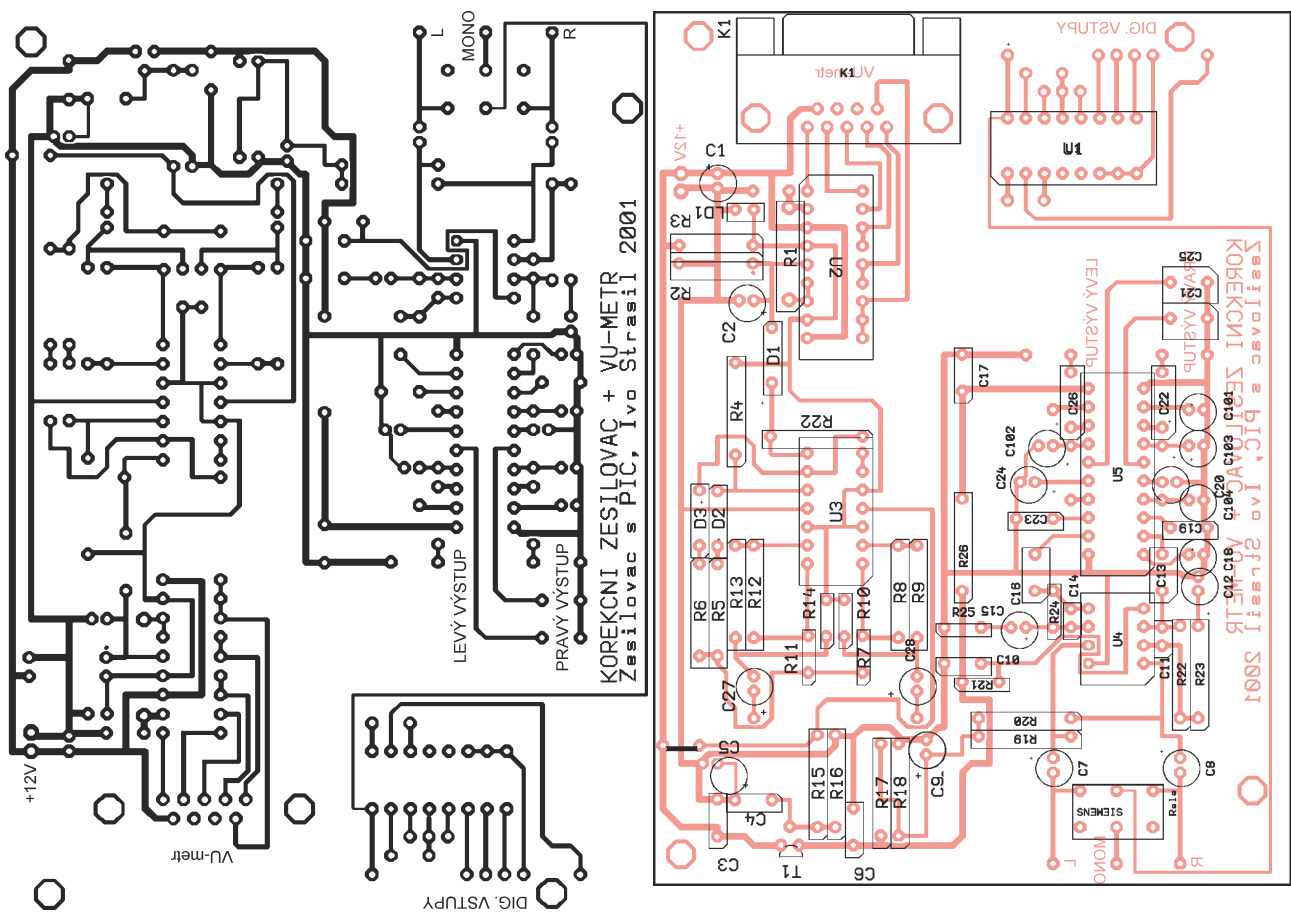 L
MONO
R
KOREKCNI ZESILOVAC + VU-METR
Zesilovac s PIC, Ivo Strasil 2001
LEVÝ VÝSTUP
PRAVÝ VÝSTUP
+12V
VU-metr
DIG. VSTUPY
K1
VU-metr
K1
DIG. VSTUPY
+12V
C1
U1
LD1
R3
R1
U2
R2
C2
D1
C25
C21
LEVÝ VÝSTUP
PRAVÝ VÝSTUP
KOREKCNI ZESILOVAC + VU-METR
Zesilovac s PIC, Ivo Strasil 2001
C17
R4
C26
C22
C101
R22
C102
C103
C24
U5
C20
C104
D3
D2
U3
C23
C19
R26
C18
C16
C14
C13
C12
R6
R5
R13
R12
R14
R10
R8
R9
R25
C15
R24
U4
R11
R7
C28
C10
C11
R22
R23
C27
R21
R20
R19
C5
C9
C7
C8
R15
R16
R17
R18
C4
SIEMENS
Rele
C3
T1
C6
L
MONO
R